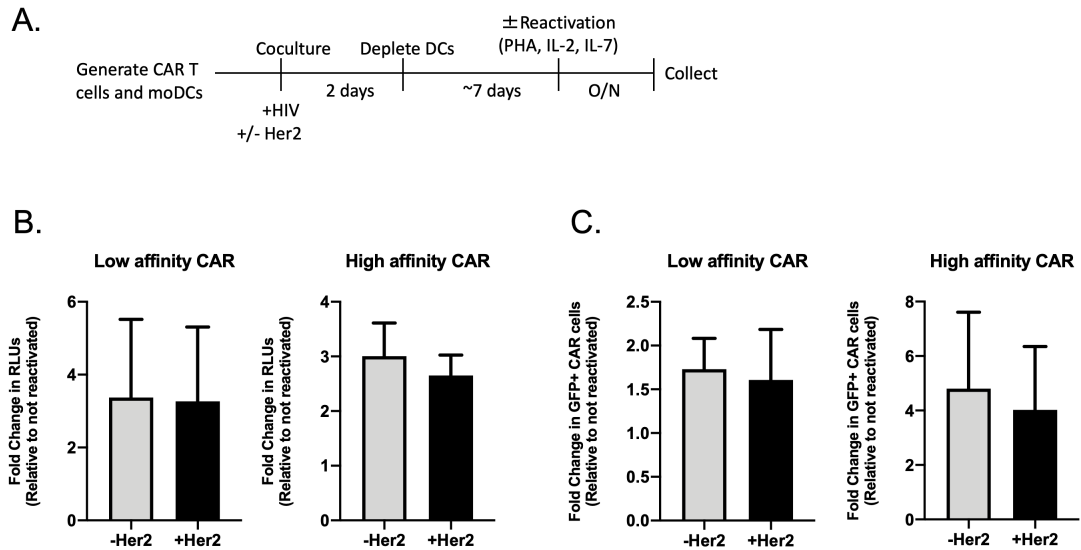 A.
Generate CAR T
cells and moDCs
Coculture
+HIV
+/- Her2
2 days
Deplete DCs
~7 days
±Reactivation
(PHA, IL-2, IL-7)
O/N
Collect
B.
Low affinity CAR
Fold Change in RLUs
(Relative to not reactivated)
6
4
2
0
-Her2
+Her2
High affinity CAR
Fold Change in RLUs
(Relative to not reactivated)
4
3
2
1
0
-Her2
+Her2
C.
Low affinity CAR
Fold Change in GFP+ CAR cells
(Relative to not reactivated)
2.5
2.0
1.5
1.0
0.5
0.0
-Her2
+Her2
High affinity CAR
Fold Change in GFP+ CAR cells
(Relative to not reactivated)
8
6
4
2
0
-Her2
+Her2